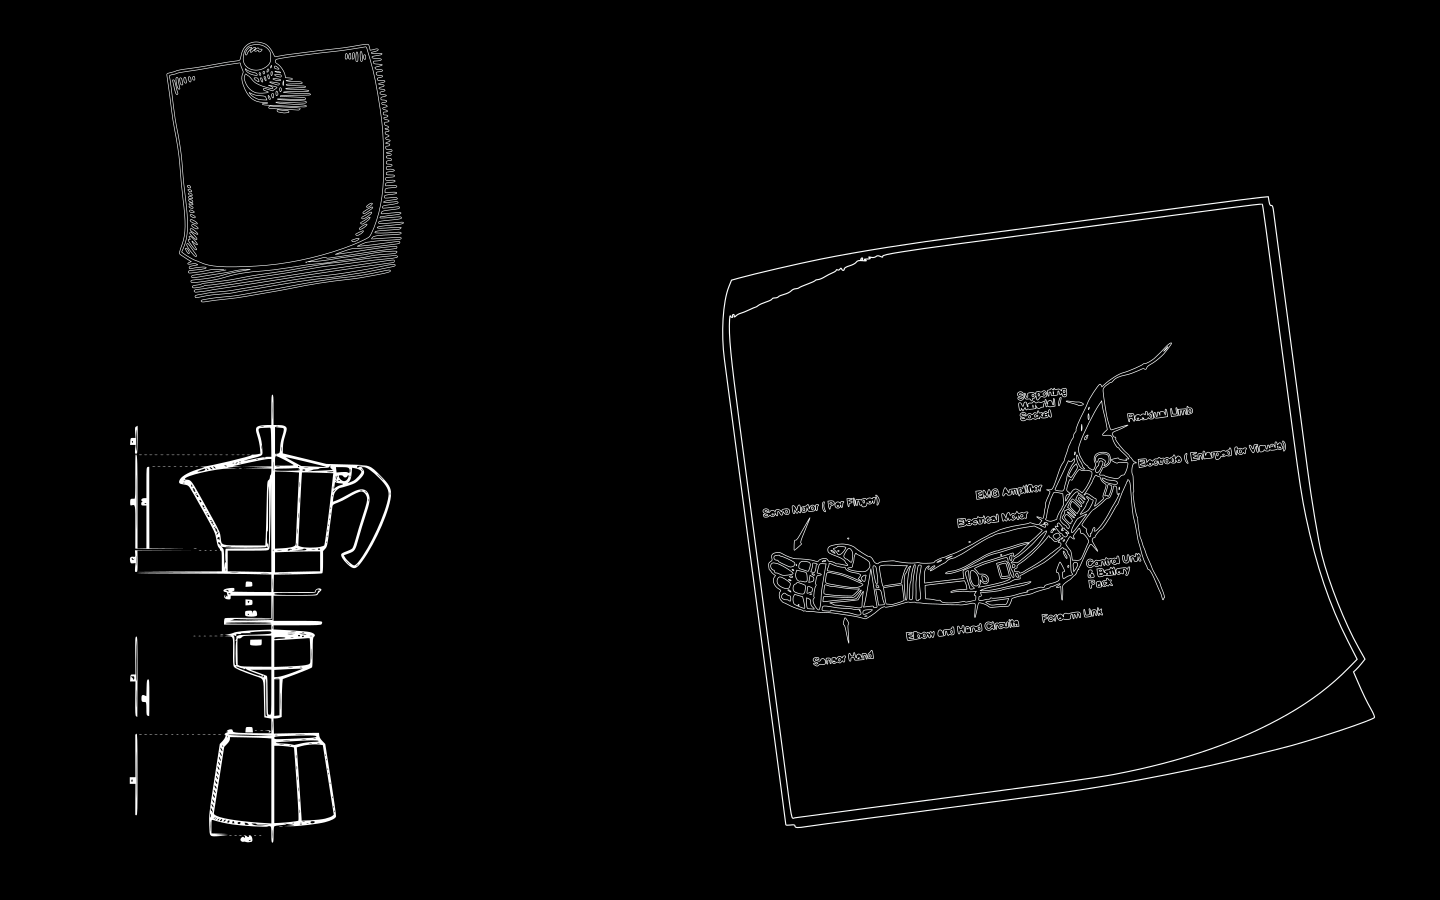 Supporting
Material /
Socket
Residual Limb
Electrode ( Enlarged for Visuals)
EMG Amplifier
Servo Motor ( Per Finger)
Electrical Motor
Control Unit
& Battery
Pack
Forearm Link
Elbow and Hand Circuits
Sensor Hand